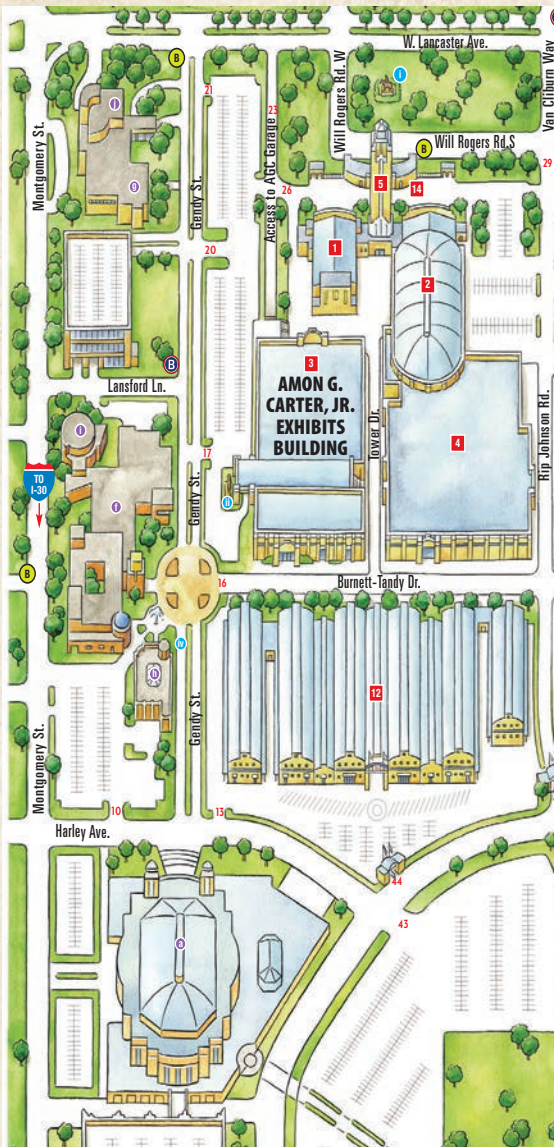 W. Lancaster Ave.
B
j
i
21
23
Will Rogers Rd. W
Van Cliburn Way
Montgomery St.
Gendy St.
Access to AGC Garage
B
Will Rogers Rd.S
29
g
26
5
14
20
1
2
B
Lansford Ln.
3
AMON G.
CARTER, JR.
EXHIBITS
BUILDING
Tower Dr.
4
Rip Johnson Rd.
i
17
TO
I-30
Gendy St.
ii
f
B
16
Burnett-Tandy Dr.
iv
h
12
Montgomery St.
Gendy St.
10
13
Harley Ave.
44
43
a